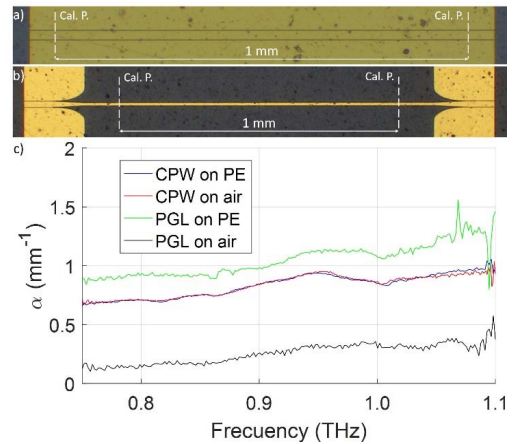 a)
Cal. P.
Cal. P.
1 mm
b)
Cal. P.
Cal. P.
1 mm
c)
2
1.5
1
0.5
0
α (mm⁻¹)
CPW on PE
CPW on air
PGL on PE
PGL on air
0.8
0.9
1.0
1.1
Frecuency (THz)